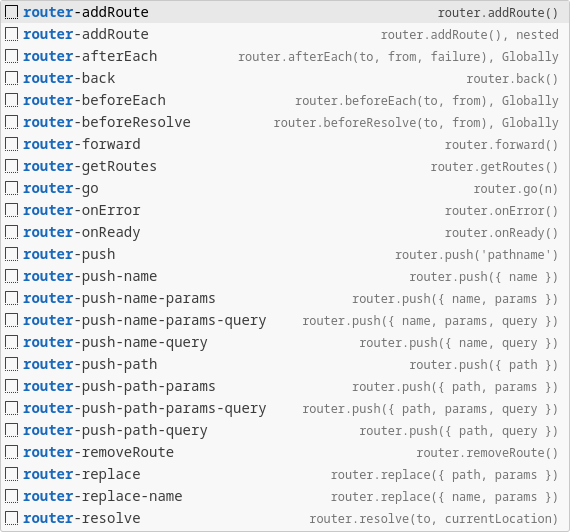 router-addRoute router.addRoute()
router-addRoute router.addRoute(), nested
router-afterEach router.afterEach(to, from, failure), Globally
router-back router.back()
router-beforeEach router.beforeEach(to, from), Globally
router-beforeResolve router.beforeResolve(to, from), Globally
router-forward router.forward()
router-getRoutes router.getRoutes()
router-go router.go(n)
router-onError router.onError()
router-onReady router.onReady()
router-push router.push('pathname')
router-push-name router.push({ name })
router-push-name-params router.push({ name, params })
router-push-name-params-query router.push({ name, params, query })
router-push-name-query router.push({ name, query })
router-push-path router.push({ path })
router-push-path-params router.push({ path, params })
router-push-path-params-query router.push({ path, params, query })
router-push-path-query router.push({ path, query })
router-removeRoute router.removeRoute()
router-replace router.replace({ path, params })
router-replace-name router.replace({ name, params })
router-resolve router.resolve(to, currentLocation)